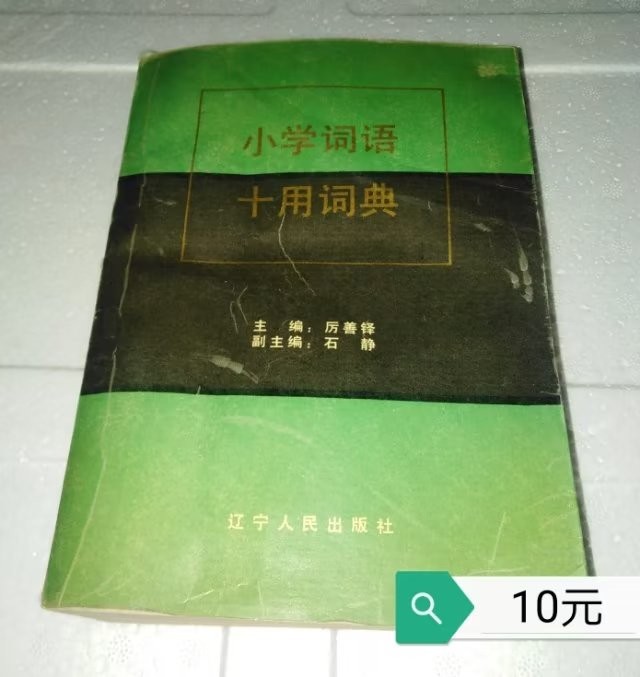 小学词语
十用词典
主 编：厉善铎
副主编：石 静
辽宁人民出版社
10元